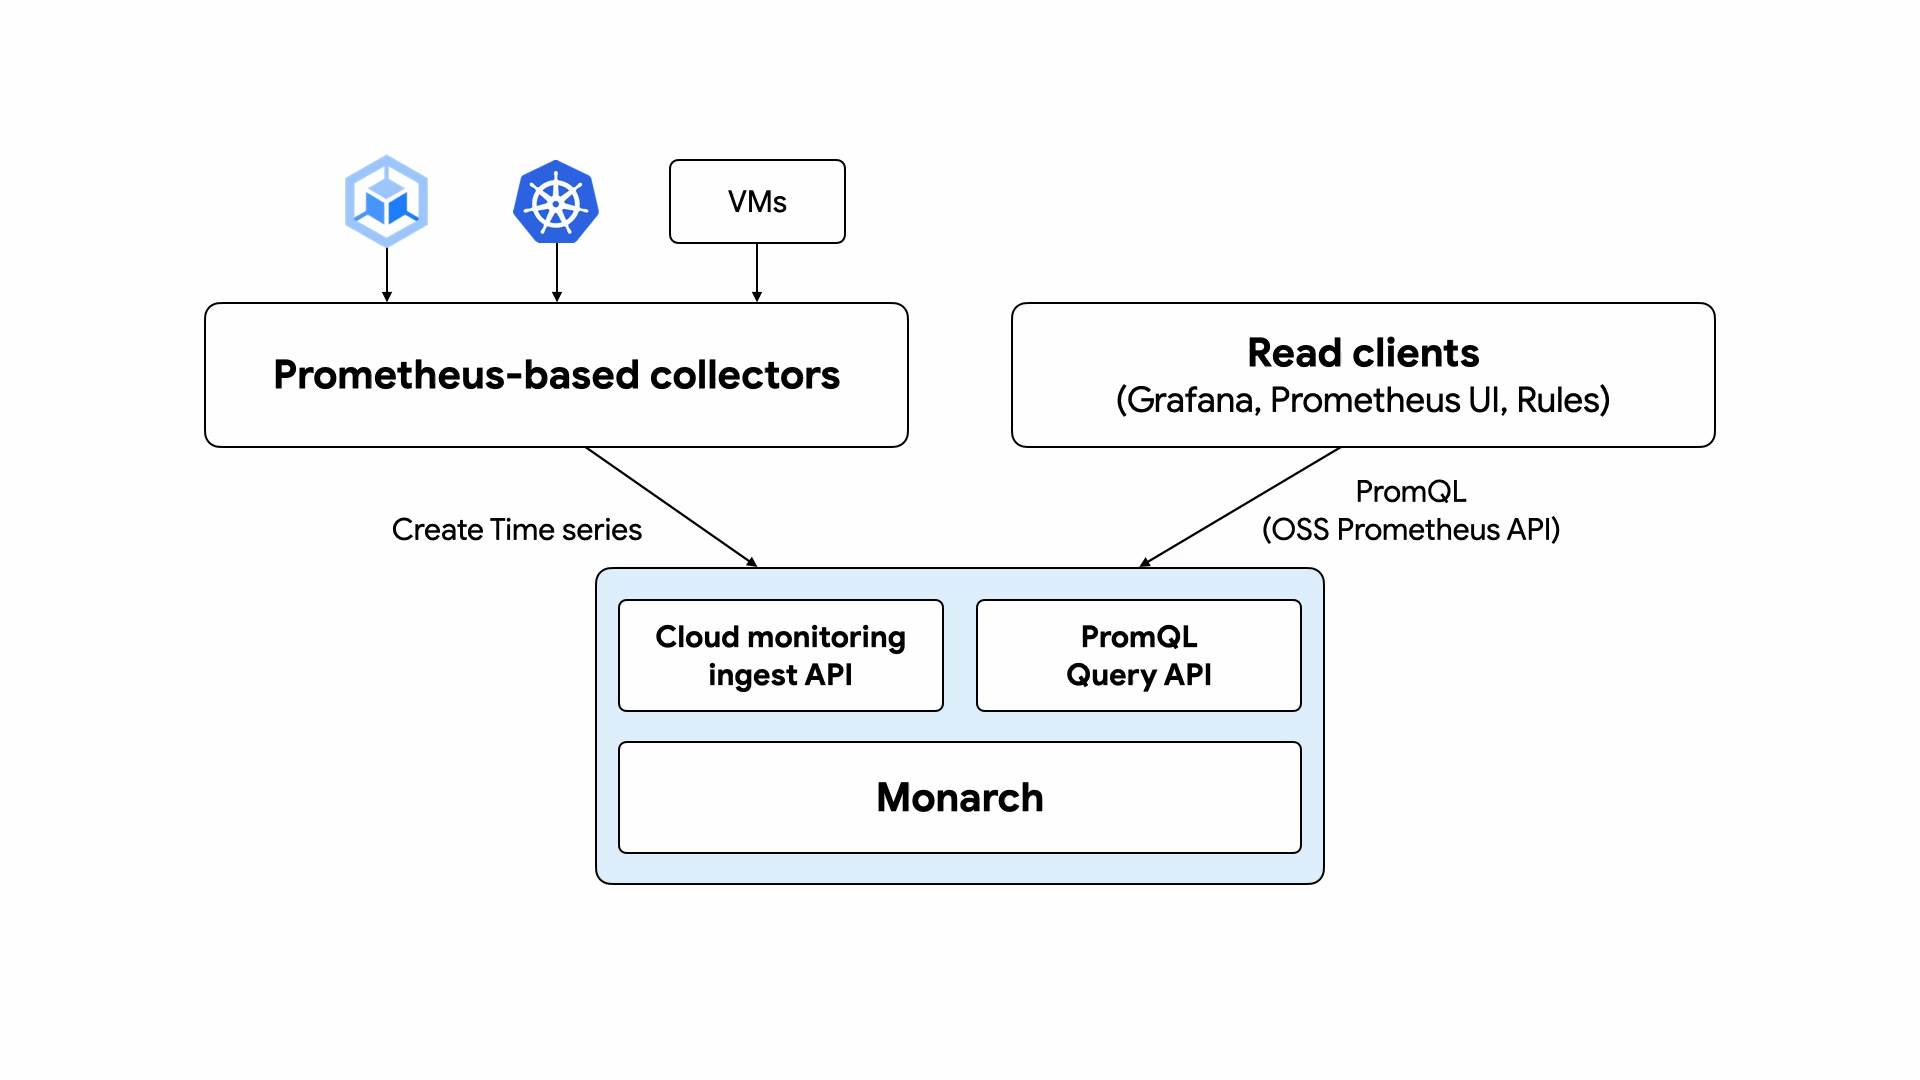 VMs
Prometheus-based collectors
Read clients
(Grafana, Prometheus UI, Rules)
Create Time series
PromQL
(OSS Prometheus API)
Cloud monitoring
ingest API
PromQL
Query API
Monarch